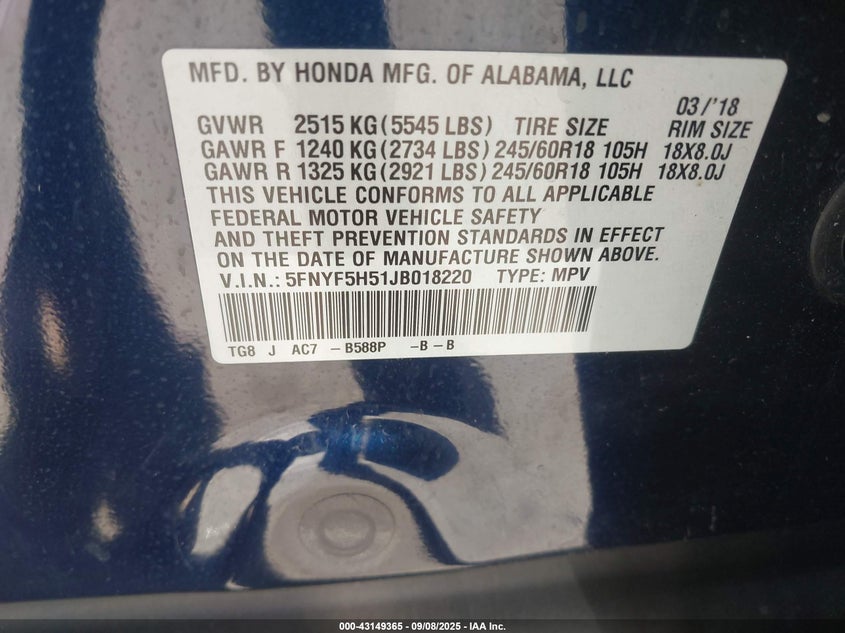 MFD. BY HONDA MFG. OF ALABAMA, LLC
03/'18
GVWR 2515 KG(5545 LBS) TIRE SIZE RIM SIZE
GAWR F 1240 KG(2734 LBS) 245/60R18 105H 18X8.0J
GAWR R 1325 KG(2921 LBS) 245/60R18 105H 18X8.0J
THIS VEHICLE CONFORMS TO ALL APPLICABLE
FEDERAL MOTOR VEHICLE SAFETY
AND THEFT PREVENTION STANDARDS IN EFFECT
ON THE DATE OF MANUFACTURE SHOWN ABOVE.
V.I.N.: 5FNYF5H51JB018220 TYPE: MPV
TG8 J AC7 -B588P -B-B
000-43149365 - 09/08/2025 - IAA Inc.